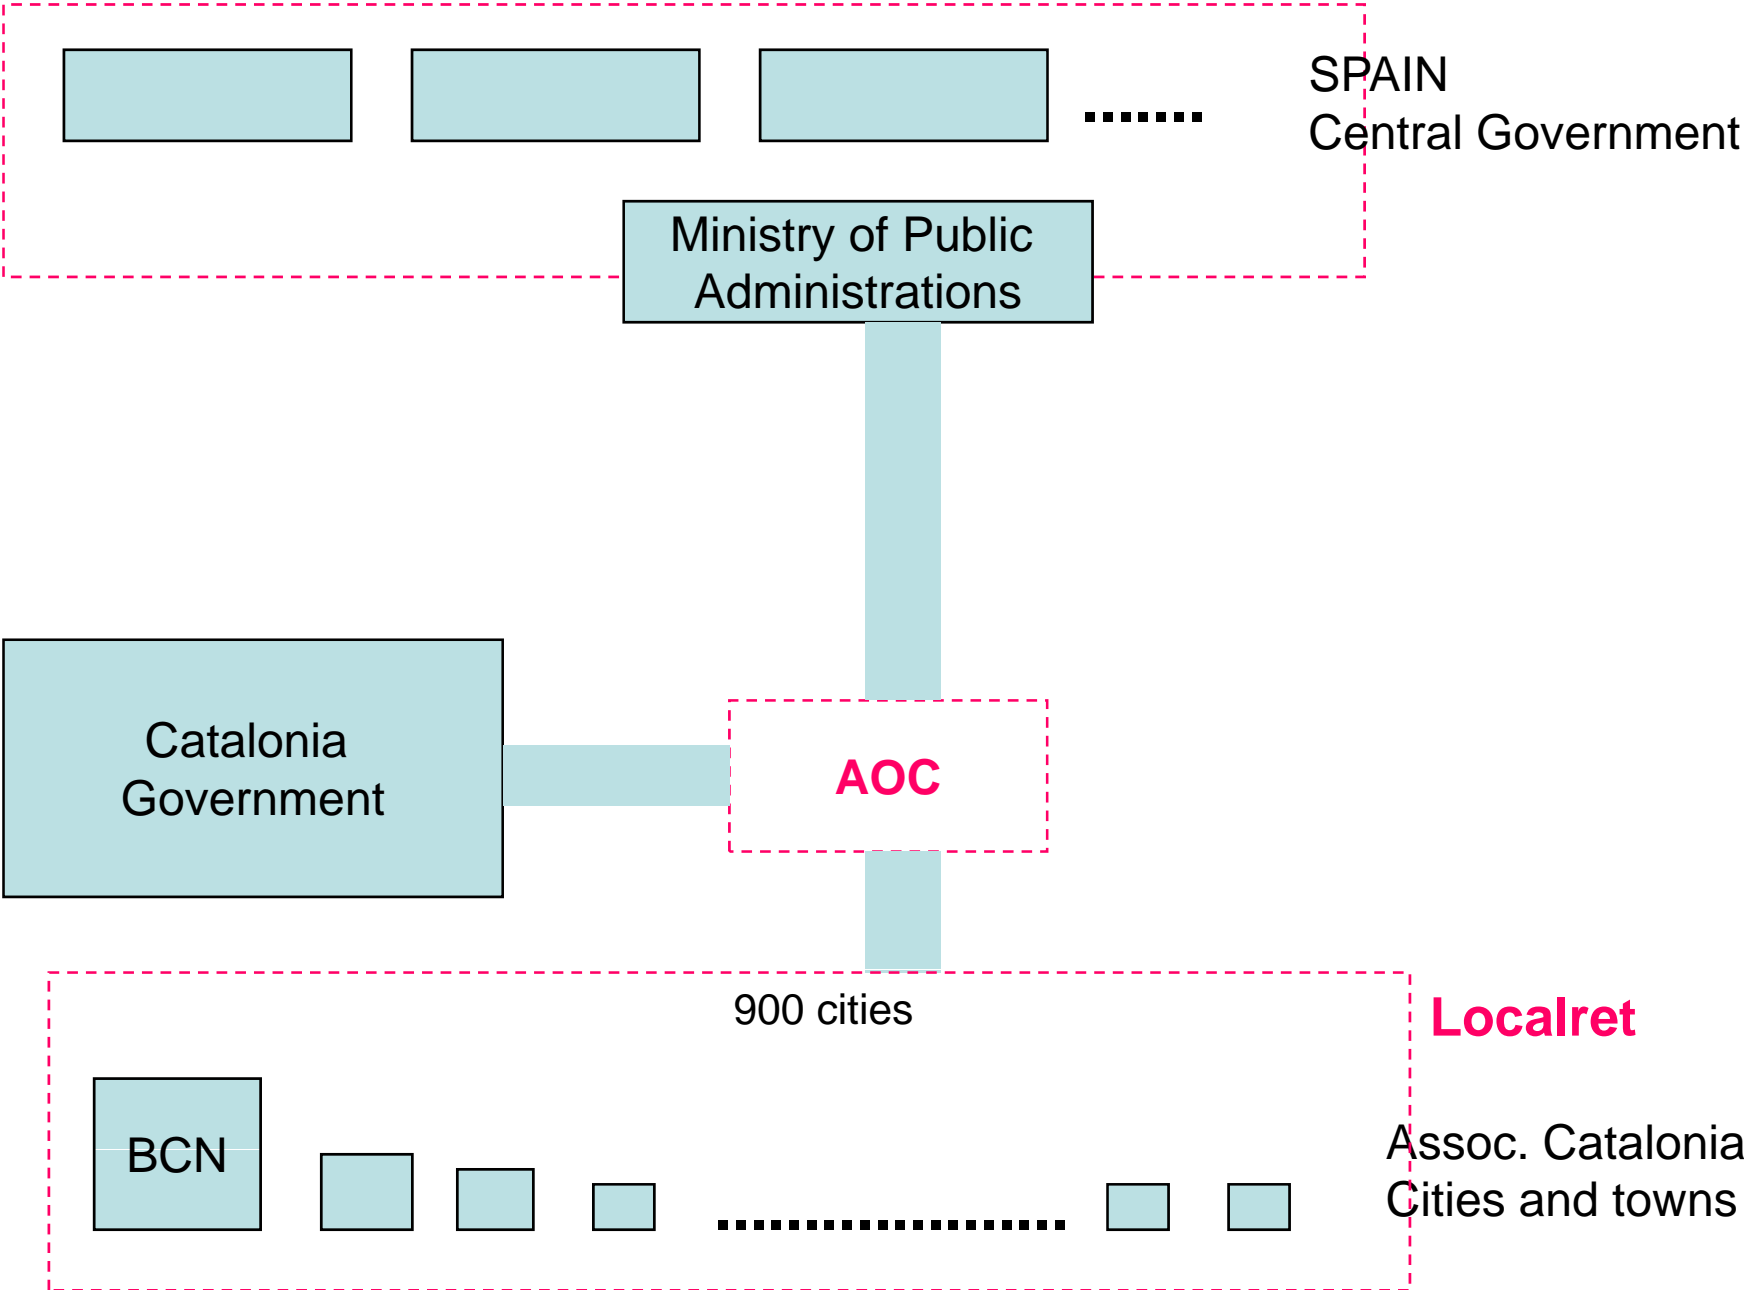 SPAIN
Central Government
Ministry of Public
Administrations
Catalonia
Government
AOC
900 cities
Localret
BCN
Assoc. Catalonia
Cities and towns